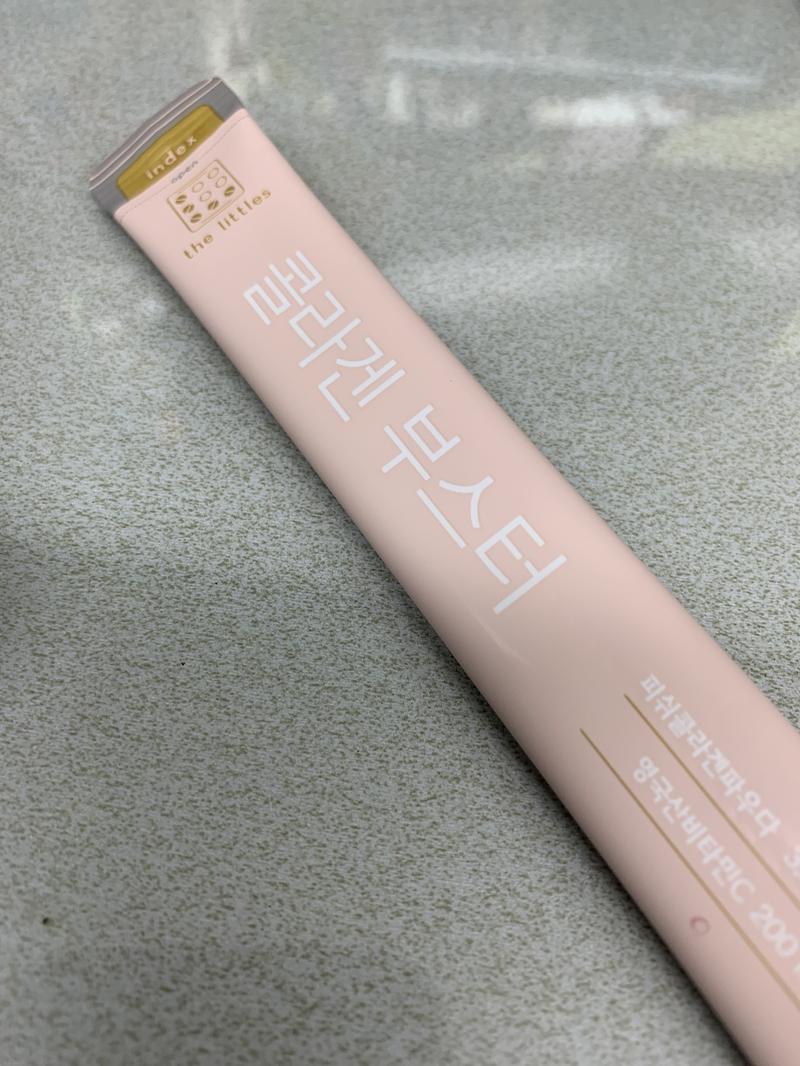 index
open
the littles
콜라겐 부스터
피쉬콜라겐파우다
영국산비타민C 200